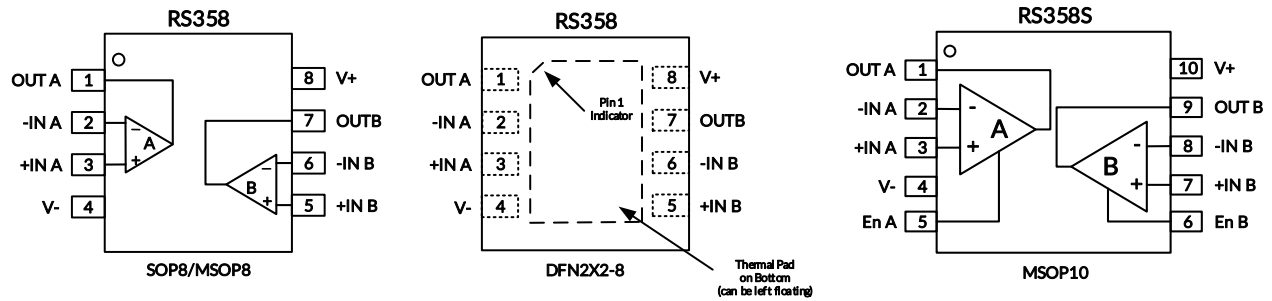 RS358
OUT A 1
-IN A 2
+IN A 3
V- 4
8 V+
7 OUTB
6 -IN B
5 +IN B
− A +
− B +
SOP8/MSOP8
RS358
OUT A 1
-IN A 2
+IN A 3
V- 4
8 V+
7 OUTB
6 -IN B
5 +IN B
Pin 1
Indicator
DFN2X2-8
Thermal Pad
on Bottom
(can be left floating)
RS358S
OUT A 1
-IN A 2
+IN A 3
V- 4
En A 5
10 V+
9 OUT B
8 -IN B
7 +IN B
6 En B
- A +
- B +
MSOP10